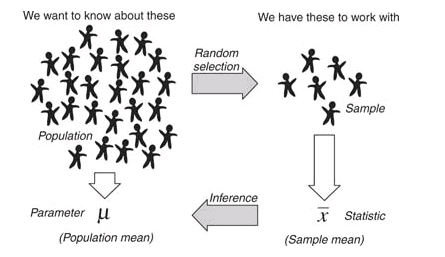 We want to know about these
We have these to work with
Random
selection
Sample
Population
Inference
Parameter μ
x̄ Statistic
(Population mean)
(Sample mean)